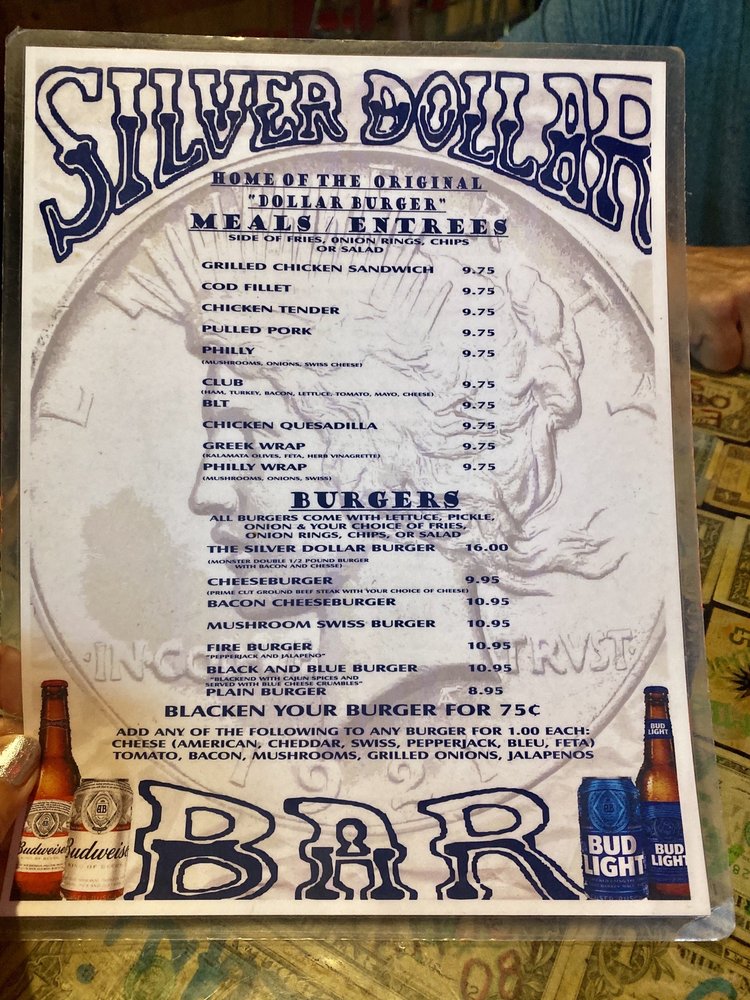 SILVER DOLLAR
HOME OF THE ORIGINAL
"DOLLAR BURGER"
MEALS / ENTREES
SIDE OF FRIES, ONION RINGS, CHIPS
OR SALAD
GRILLED CHICKEN SANDWICH 9.75
COD FILLET 9.75
CHICKEN TENDER 9.75
PULLED PORK 9.75
PHILLY 9.75
(MUSHROOMS, ONIONS, SWISS CHEESE)
CLUB 9.75
(HAM, TURKEY, BACON, LETTUCE, TOMATO, MAYO, CHEESE)
BLT 9.75
CHICKEN QUESADILLA 9.75
GREEK WRAP 9.75
(KALAMATA OLIVES, FETA, HERB VINAGRETTE)
PHILLY WRAP 9.75
(MUSHROOMS, ONIONS, SWISS)
BURGERS
ALL BURGERS COME WITH LETTUCE, PICKLE,
ONION & YOUR CHOICE OF FRIES,
ONION RINGS, CHIPS, OR SALAD
THE SILVER DOLLAR BURGER 16.00
(MONSTER DOUBLE 1/2 POUND BURGER
WITH BACON AND CHESSE)
CHEESEBURGER 9.95
(PRIME CUT GROUND BEEF STEAK WITH YOUR CHOICE OF CHEESE)
BACON CHEESEBURGER 10.95
MUSHROOM SWISS BURGER 10.95
FIRE BURGER 10.95
"PEPPERJACK AND JALAPENO"
IN TRVST
BLACK AND BLUE BURGER 10.95
"BLACKEND WITH CAJUN SPICES AND
SERVED WITH BLUE CHEESE CRUMBLES"
PLAIN BURGER 8.95
BLACKEN YOUR BURGER FOR 75¢
ADD ANY OF THE FOLLOWING TO ANY BURGER FOR 1.00 EACH:
CHEESE (AMERICAN, CHEDDAR, SWISS, PEPPERJACK, BLEU, FETA)
TOMATO, BACON, MUSHROOMS, GRILLED ONIONS, JALAPENOS
BAR
Budweiser
Budweiser
BUD
LIGHT
BUD
LIGHT
BUD
LIGHT